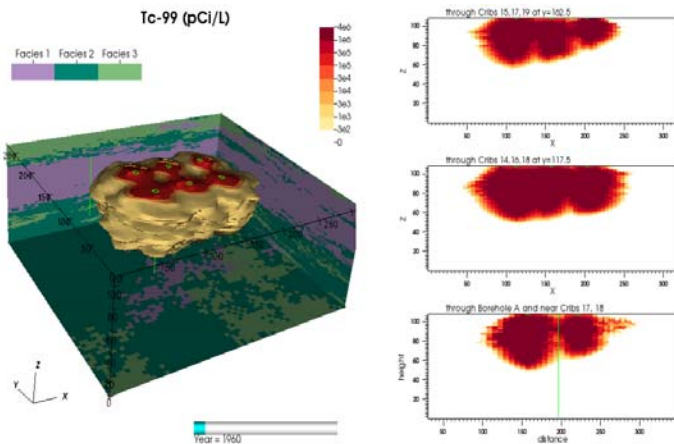 Tc-99 (pCi/L)
Facies 1 Facies 2 Facies 3
4e6
1e6
3e5
1e5
3e4
1e4
3e3
1e3
3e2
0
Z
Y
X
0
Year = 1960
through Cribs 15,17,19 at y=162.5
100
80
60
40
20
Z
50 100 150 200 250 300
X
through Cribs 14,16,18 at y=117.5
100
80
60
40
20
Z
50 100 150 200 250 300
X
through Borehole A and near Cribs 17, 18
100
80
60
40
20
height
50 100 150 200 250 300
distance